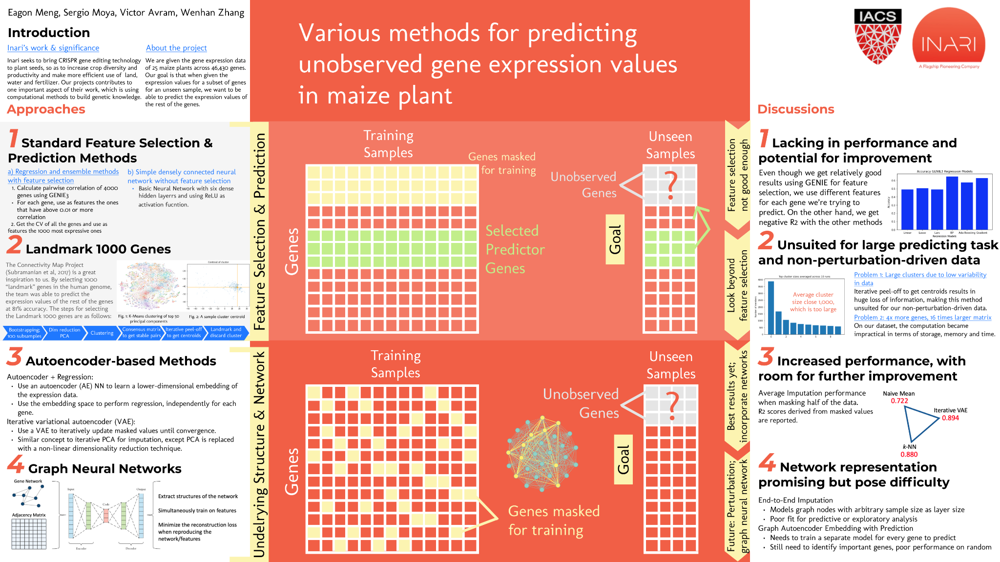 Eagon Meng, Sergio Moya, Victor Avram, Wenhan Zhang
Introduction
Inari's work & significance
Inari seeks to bring CRISPR gene editing technology
to plant seeds, so as to increase crop diversity and
productivity and make more efficient use of land,
water and fertilizer. Our projects contributes to
one important aspect of their work, which is using
computational methods to build genetic knowledge.
About the project
We are given the gene expression data
of 25 maize plants across 46,430 genes.
Our goal is that when given the
expression values for a subset of genes
for an unseen sample, we want to be
able to predict the expression values of
the rest of the genes.
Various methods for predicting
unobserved gene expression values
in maize plant
IACS
INARI
A Flagship Pioneering Company
Approaches
1 Standard Feature Selection &
Prediction Methods
a) Regression and ensemble methods
with feature selection
1. Calculate pairwise correlation of 4000
genes using GENIE3
• For each gene, use as features the ones
that have above 0.01 or more
correlation
2. Get the CV of all the genes and use as
features the 1000 most expressive ones
b) Simple densely connected neural
network without feature selection
• Basic Neural Network with six dense
hidden layerrs and using ReLU as
activation fucntion.
2 Landmark 1000 Genes
The Connectivity Map Project
(Subramanian et al, 2017) is a great
inspiration to us. By selecting 1000
"landmark" genes in the human genome,
the team was able to predict the
expression values of the rest of the genes
at 81% accuracy. The steps for selecting
the Landmark 1000 genes are as follows:
Fig. 1: K-Means clustering of top 50
principal components
Centroid of cluster
−20
−40
−60
−80
−50 −40 −30 −20 −10 0 10 20 30
Fig. 2: A sample cluster centroid
Bootstrapping;
100 subsamples
Dim reduction
PCA
Clustering
Consensus matrix
to get stable pairs
Iterative peel-off
to get centroids
Landmark and
discard cluster
3 Autoencoder-based Methods
Autoencoder + Regression:
• Use an autoencoder (AE) NN to learn a lower-dimensional embedding of
the expression data.
• Use the embedding space to perform regression, independently for each
gene.
Iterative variational autoencoder (VAE):
• Use a VAE to iteratively update masked values until convergence.
• Similar concept to iterative PCA for imputation, except PCA is replaced
with a non-linear dimensionality reduction technique.
4 Graph Neural Networks
Gene Network
Adjacency Matrix
Input
Code
Output
Encoder
Decoder
Extract structures of the network
Simultaneously train on features
Minimize the reconstruction loss
when reproducing the
network/features
Feature Selection & Prediction
Training
Samples
Genes masked
for training
Genes
Selected
Predictor
Genes
Unobserved
Genes
Unseen
Samples
?
Goal
Feature selection
not good enough
Look beyond
feature selection
Undelrying Structure & Network
Training
Samples
Genes
Unobserved
Genes
Unseen
Samples
?
Goal
Genes masked
for training
Best results yet;
incorporate networks
Future: Perturbation;
graph neural network
Discussions
1 Lacking in performance and
potential for improvement
Even though we get relatively good
results using GENIE for feature
selection, we use different features
for each gene we're trying to
predict. On the other hand, we get
negative R2 with the other methods
Accuracy GENIE3 Regression Models
Accuracy
0.6
0.5
0.4
0.3
0.2
0.1
0.0
Linear Lasso Lars RF Ada Boosting Gradient
Regression Models
2 Unsuited for large predicting task
and non-perturbation-driven data
Top cluster sizes averaged across 10 runs
Number of members
4000
3500
3000
2500
2000
1500
1000
500
0
0 2 4 6 8
Average cluster
size close 1,000,
which is too large
Problem 1: Large clusters due to low variability
in data
Iterative peel-off to get centroids results in
huge loss of information, making this method
unsuited for our non-perturbation-driven data.
Problem 2: 4x more genes, 16 times larger matrix
On our dataset, the computation became
impractical in terms of storage, memory and time.
3 Increased performance, with
room for further improvement
Average Imputation performance
when masking half of the data.
R2 scores derived from masked values
are reported.
Naive Mean
0.722
Iterative VAE
0.894
k-NN
0.880
4 Network representation
promising but pose difficulty
End-to-End Imputation
• Models graph nodes with arbitrary sample size as layer size
• Poor fit for predictive or exploratory analysis
Graph Autoencoder Embedding with Prediction
• Needs to train a separate model for every gene to predict
• Still need to identify important genes, poor performance on random